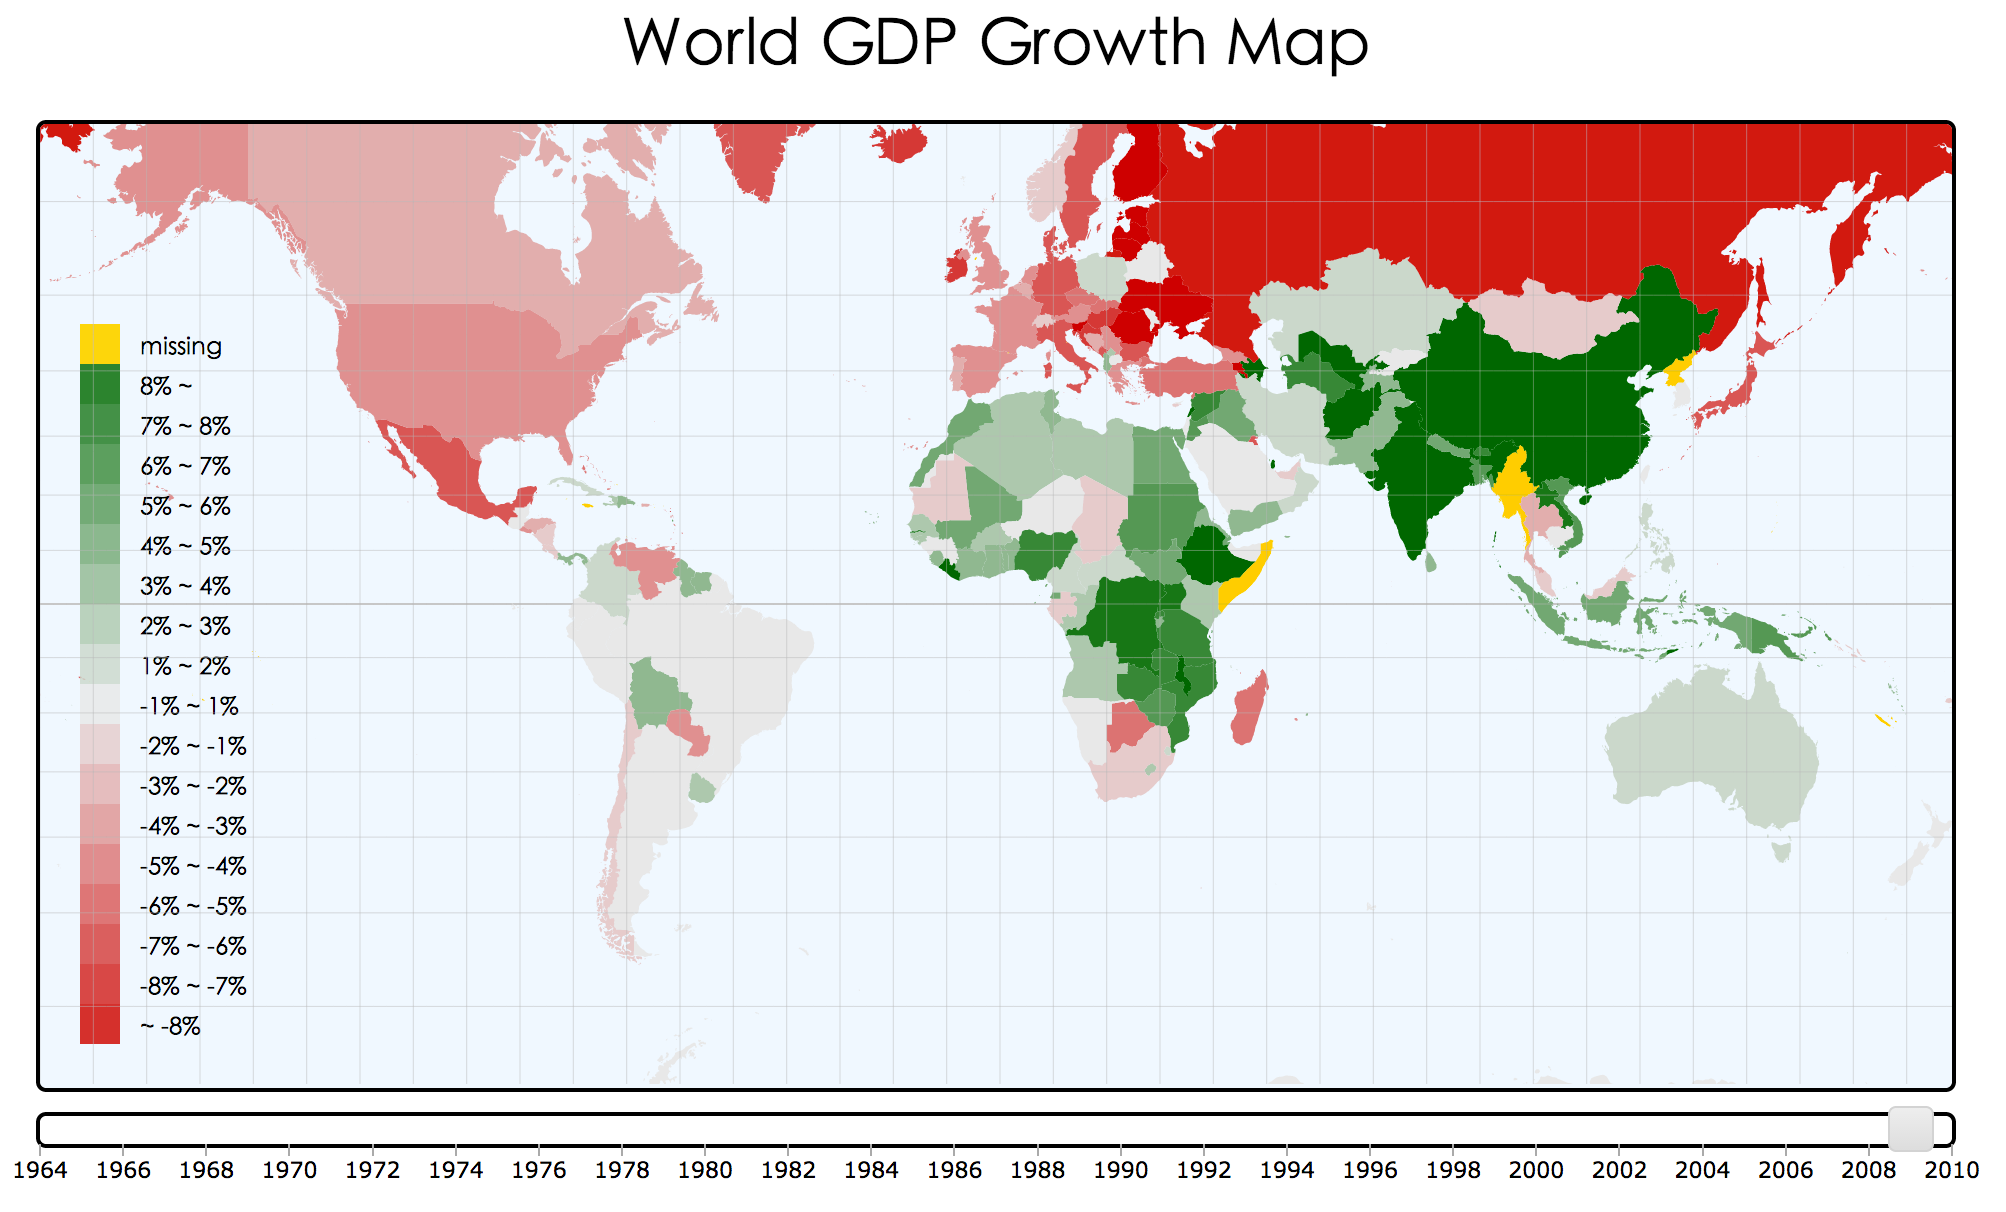 World GDP Growth Map
missing
8% ~
7% ~ 8%
6% ~ 7%
5% ~ 6%
4% ~ 5%
3% ~ 4%
2% ~ 3%
1% ~ 2%
-1% ~ 1%
-2% ~ -1%
-3% ~ -2%
-4% ~ -3%
-5% ~ -4%
-6% ~ -5%
-7% ~ -6%
-8% ~ -7%
~ -8%
1964 1966 1968 1970 1972 1974 1976 1978 1980 1982 1984 1986 1988 1990 1992 1994 1996 1998 2000 2002 2004 2006 2008 2010